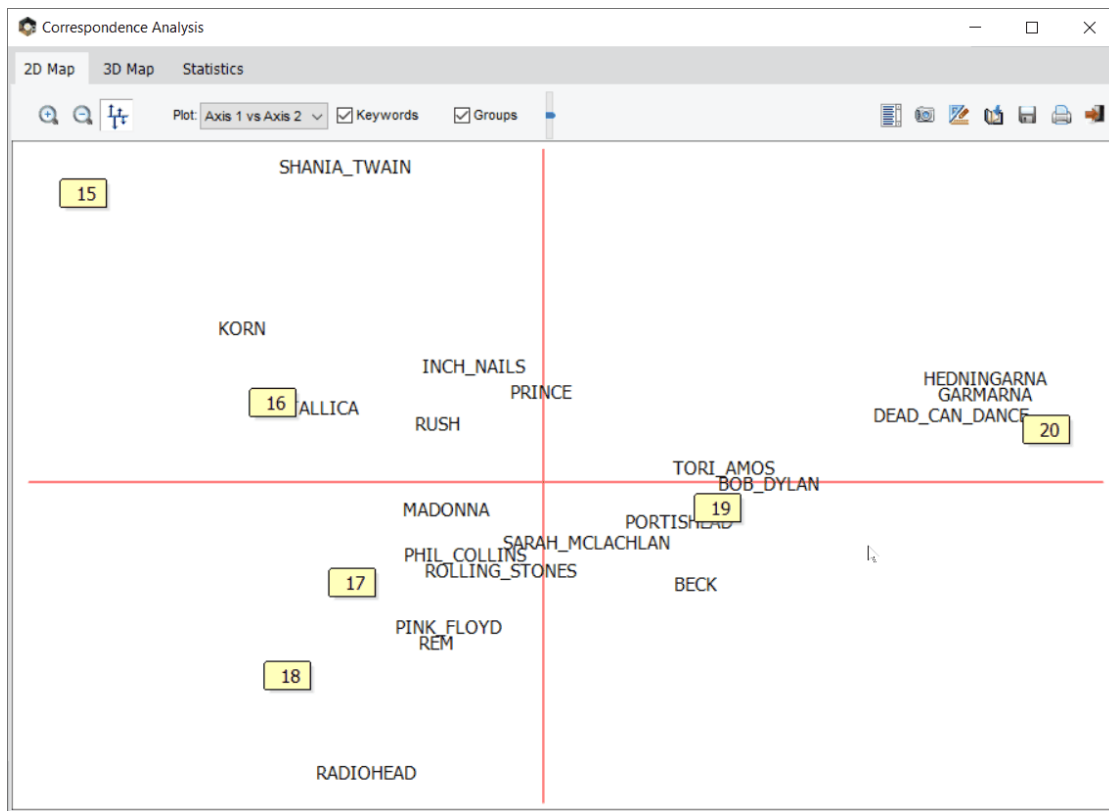 Correspondence Analysis
2D Map 3D Map Statistics
Plot: Axis 1 vs Axis 2 Keywords Groups
SHANIA_TWAIN
15
KORN
INCH_NAILS
HEDNINGARNA
PRINCE
GARMARNA
16 TALLICA
DEAD_CAN_DANCE
RUSH
20
TORI_AMOS
BOB_DYLAN
MADONNA
19
PORTISHEAD
SARAH_MCLACHLAN
PHIL_COLLINS
ROLLING_STONES
17
BECK
PINK_FLOYD
REM
18
RADIOHEAD